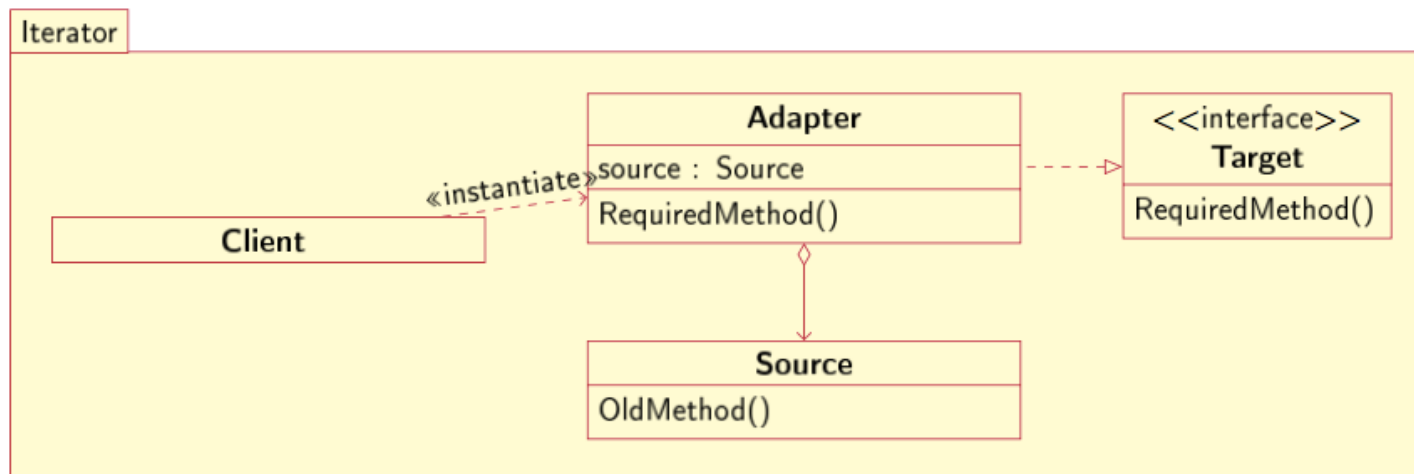 Iterator
Adapter
source : Source
RequiredMethod()
<<interface>>
Target
RequiredMethod()
«instantiate»
Client
Source
OldMethod()